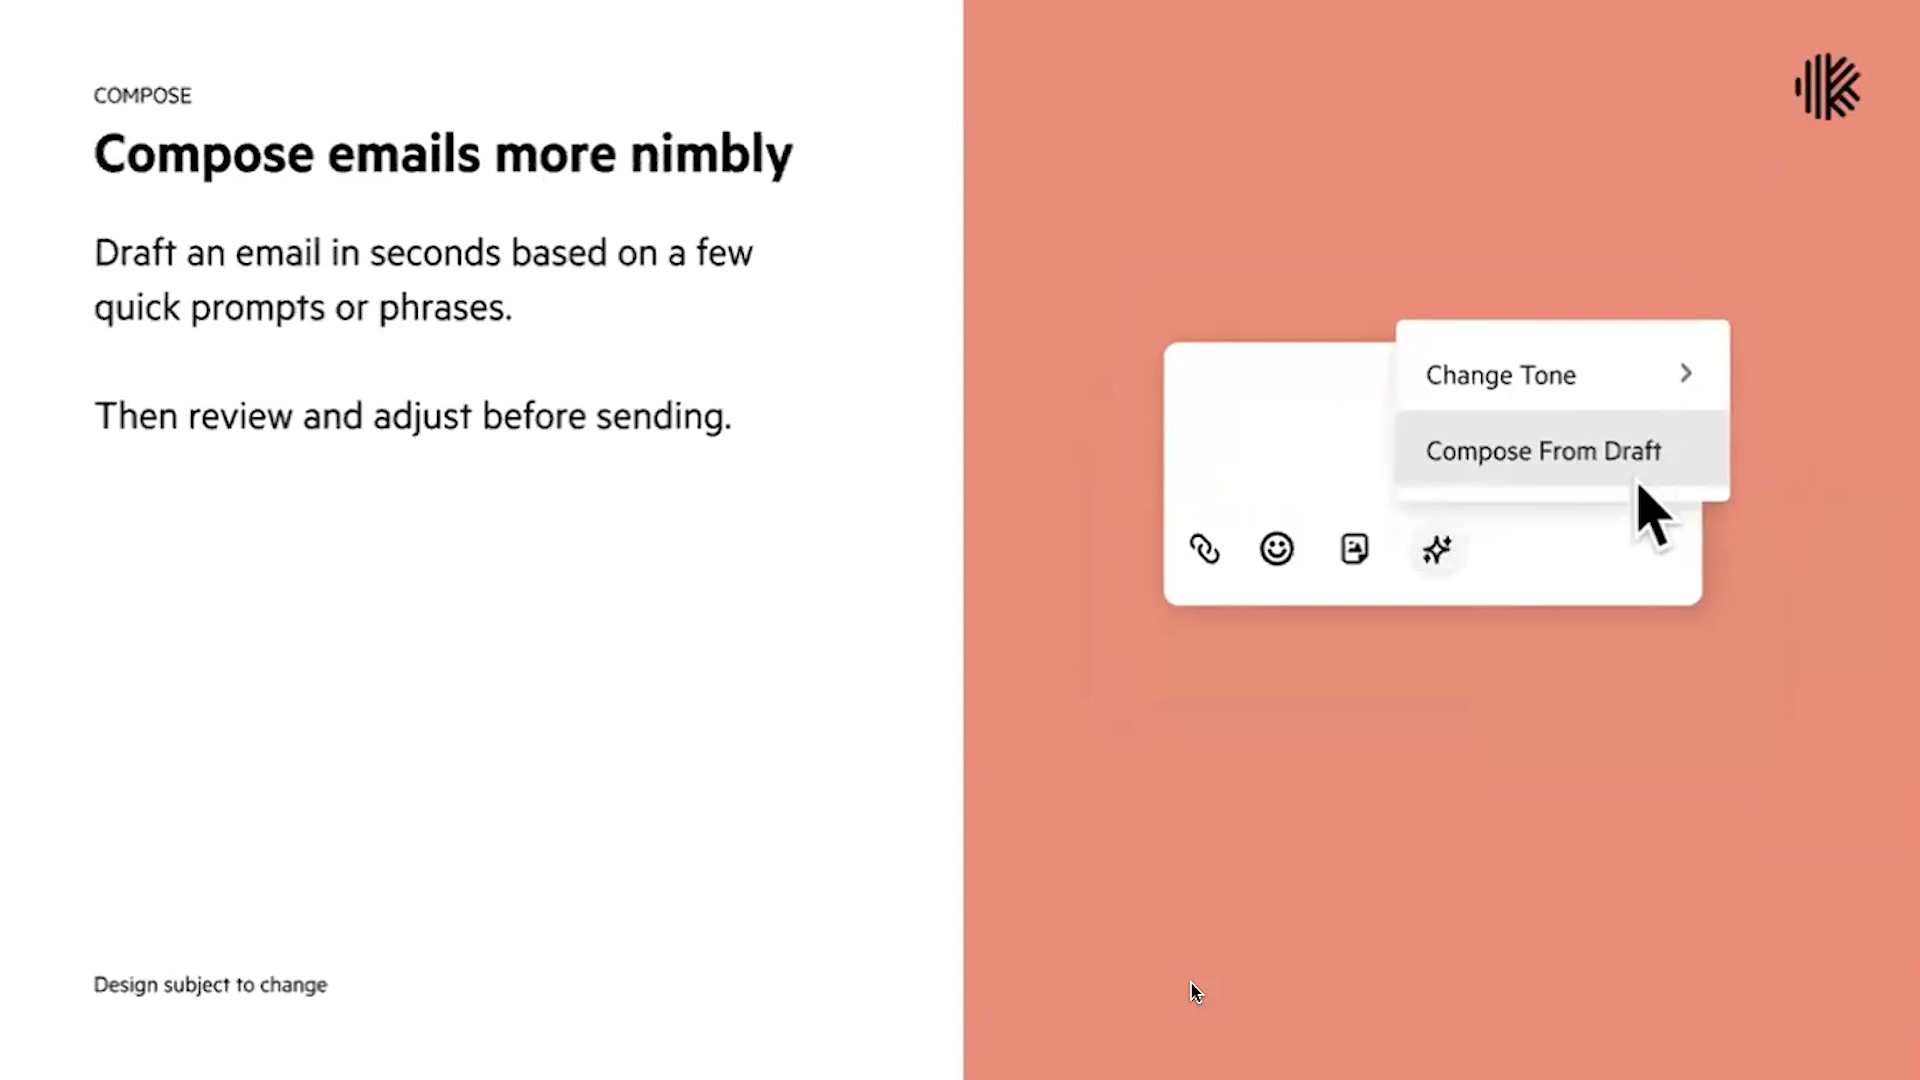 COMPOSE
Compose emails more nimbly
Draft an email in seconds based on a few
quick prompts or phrases.
Then review and adjust before sending.
Change Tone
Compose From Draft
Design subject to change